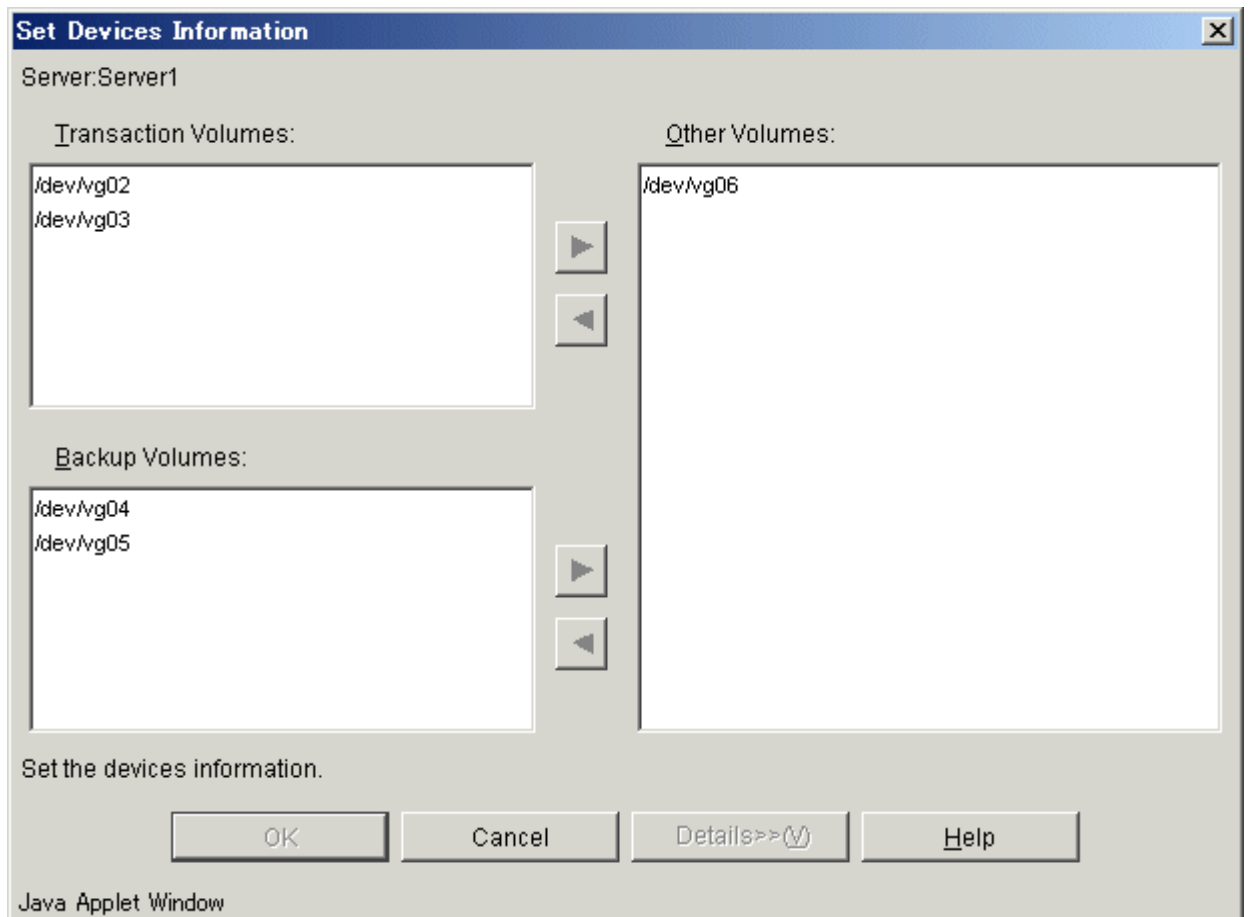 Set Devices Information
Server:Server1
Transaction Volumes:
/dev/vg02
/dev/vg03
Other Volumes:
/dev/vg06
Backup Volumes:
/dev/vg04
/dev/vg05
Set the devices information.
OK
Cancel
Details>>(V)
Help
Java Applet Window